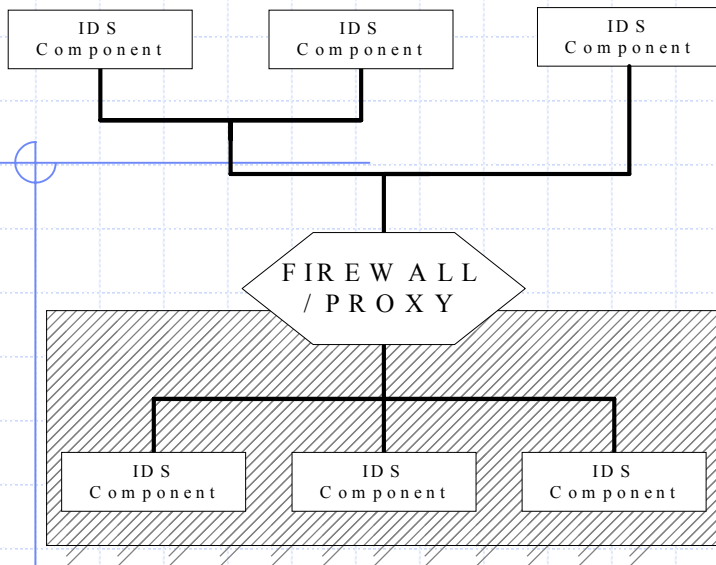 IDS
Component
IDS
Component
IDS
Component
FIREWALL
/ PROXY
IDS
Component
IDS
Component
IDS
Component